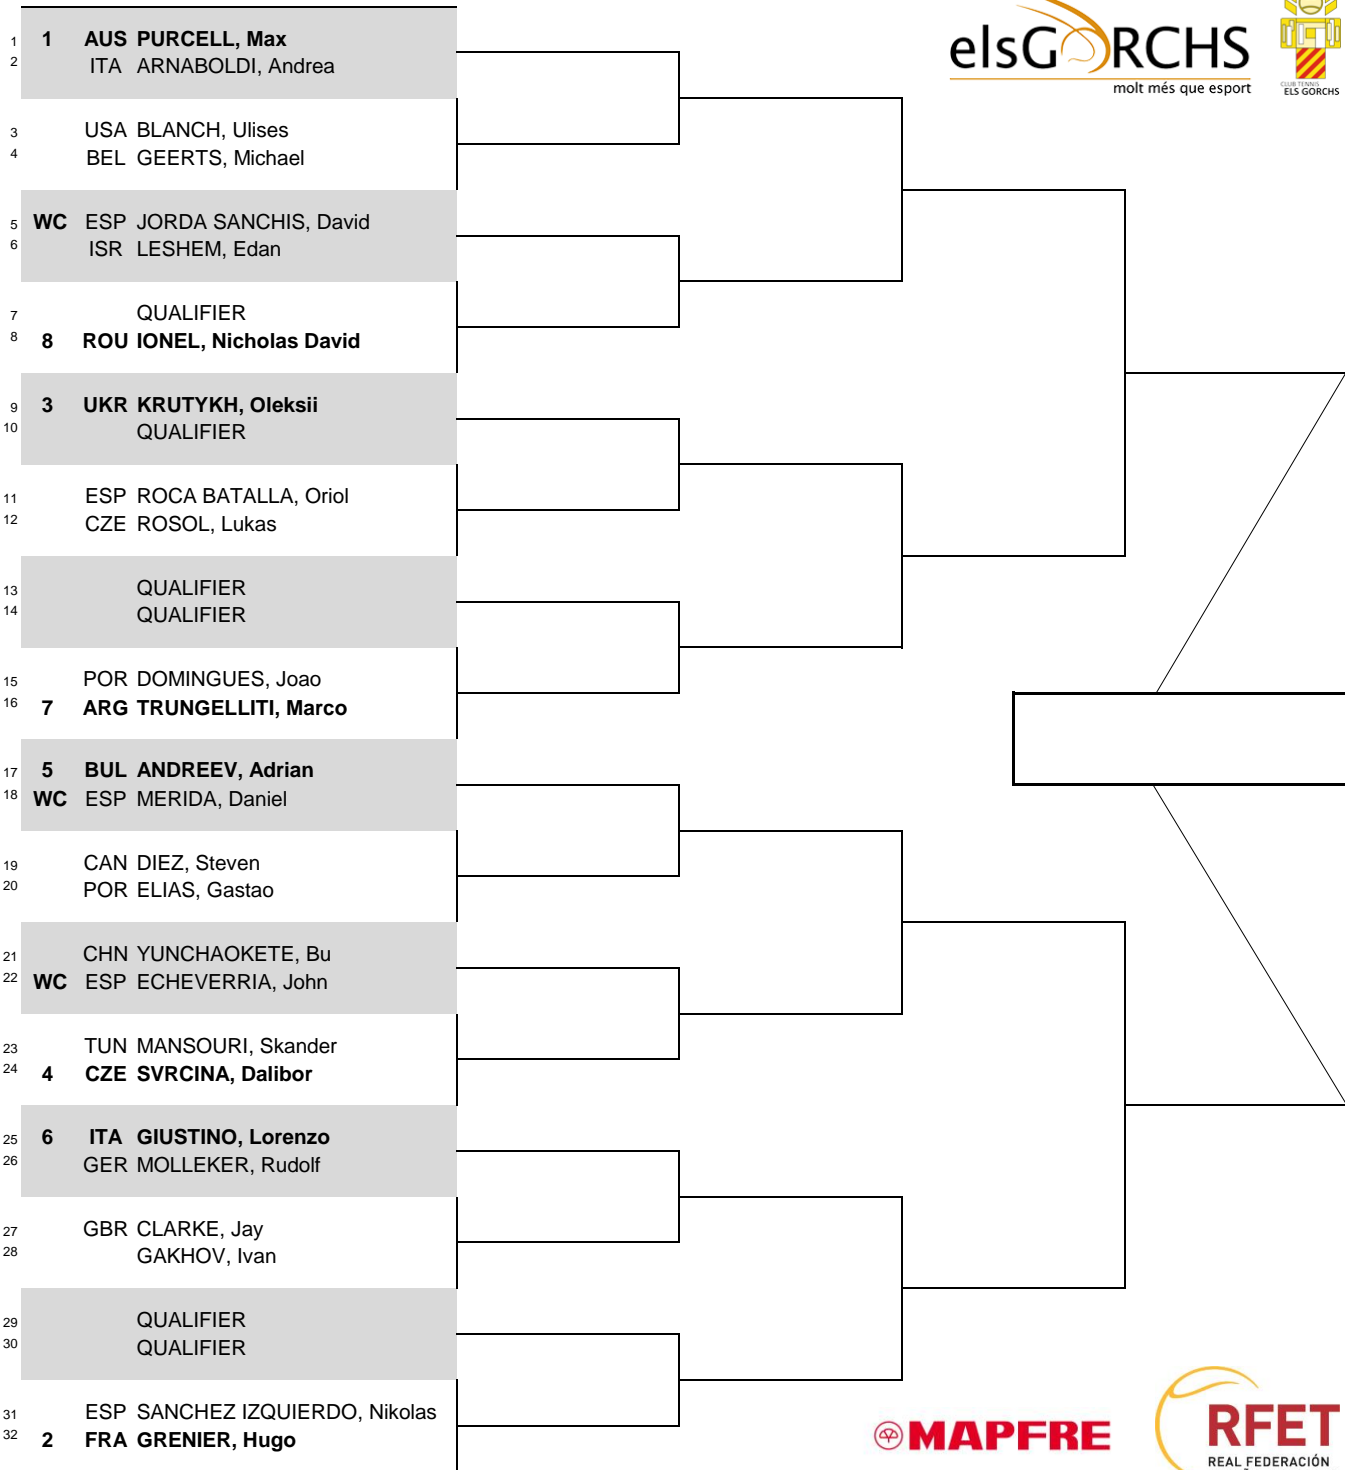 1 1 AUS PURCELL, Max
2 ITA ARNABOLDI, Andrea
3 USA BLANCH, Ulises
4 BEL GEERTS, Michael
5 WC ESP JORDA SANCHIS, David
6 ISR LESHEM, Edan
7 QUALIFIER
8 8 ROU IONEL, Nicholas David
9 3 UKR KRUTYKH, Oleksii
10 QUALIFIER
11 ESP ROCA BATALLA, Oriol
12 CZE ROSOL, Lukas
13 QUALIFIER
14 QUALIFIER
15 POR DOMINGUES, Joao
16 7 ARG TRUNGELLITI, Marco
17 5 BUL ANDREEV, Adrian
18 WC ESP MERIDA, Daniel
19 CAN DIEZ, Steven
20 POR ELIAS, Gastao
21 CHN YUNCHAOKETE, Bu
22 WC ESP ECHEVERRIA, John
23 TUN MANSOURI, Skander
24 4 CZE SVRCINA, Dalibor
25 6 ITA GIUSTINO, Lorenzo
26 GER MOLLEKER, Rudolf
27 GBR CLARKE, Jay
28 GAKHOV, Ivan
29 QUALIFIER
30 QUALIFIER
31 ESP SANCHEZ IZQUIERDO, Nikolas
32 2 FRA GRENIER, Hugo
elsGORCHS
molt més que esport
CLUB TENNIS
ELS GORCHS
MAPFRE
RFET
REAL FEDERACIÓN